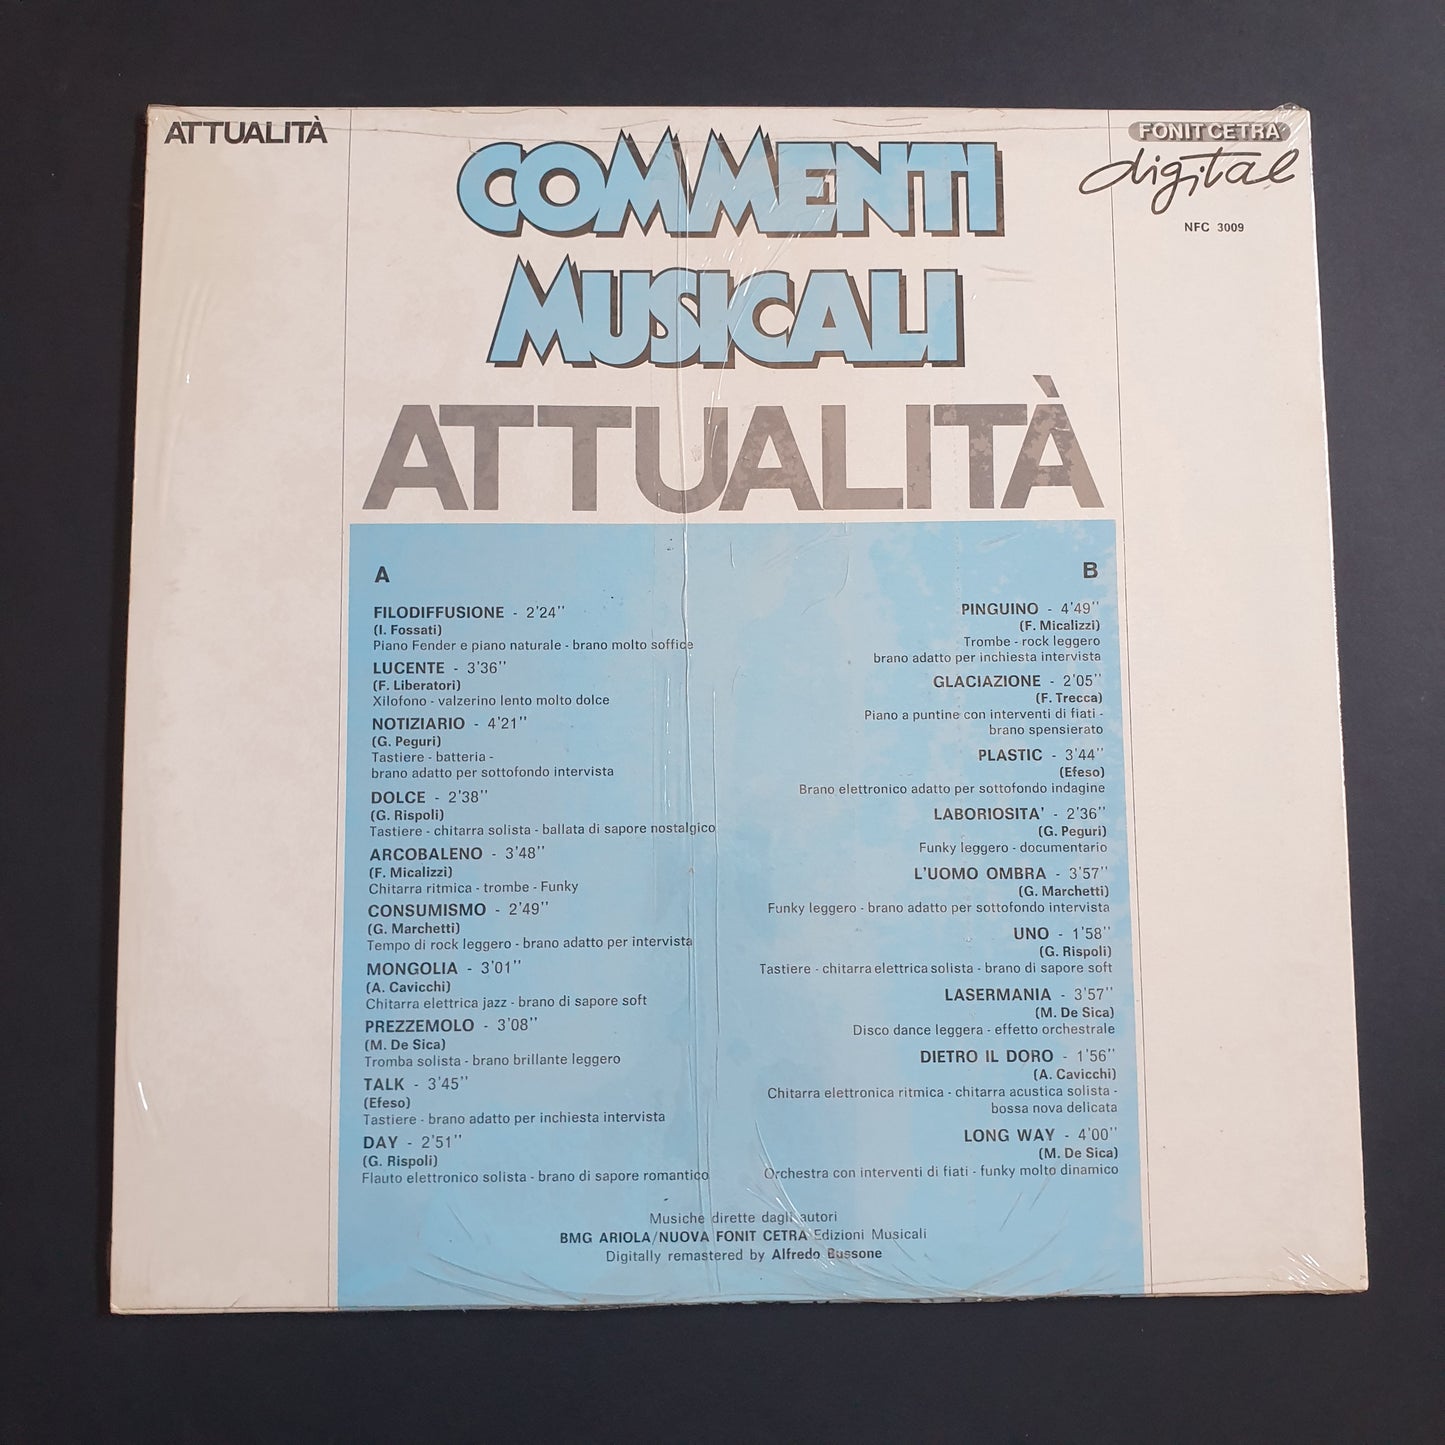 ATTUALITÀ
FONIT CETRA
digital
NFC 3009
COMMENTI
MUSICALI
ATTUALITÀ
A
FILODIFFUSIONE - 2'24''
(I. Fossati)
Piano Fender e piano naturale - brano molto soffice
LUCENTE - 3'36''
(F. Liberatori)
Xilofono - valzerino lento molto dolce
NOTIZIARIO - 4'21''
(G. Peguri)
Tastiere - batteria -
brano adatto per sottofondo intervista
DOLCE - 2'38''
(G. Rispoli)
Tastiere - chitarra solista - ballata di sapore nostalgico
ARCOBALENO - 3'48''
(F. Micalizzi)
Chitarra ritmica - trombe - Funky
CONSUMISMO - 2'49''
(G. Marchetti)
Tempo di rock leggero - brano adatto per intervista
MONGOLIA - 3'01''
(A. Cavicchi)
Chitarra elettrica jazz - brano di sapore soft
PREZZEMOLO - 3'08''
(M. De Sica)
Tromba solista - brano brillante leggero
TALK - 3'45''
(Efeso)
Tastiere - brano adatto per inchiesta intervista
DAY - 2'51''
(G. Rispoli)
Flauto elettronico solista - brano di sapore romantico
B
PINGUINO - 4'49''
(F. Micalizzi)
Trombe - rock leggero
brano adatto per inchiesta intervista
GLACIAZIONE - 2'05''
(F. Trecca)
Piano a puntine con interventi di fiati -
brano spensierato
PLASTIC - 3'44''
(Efeso)
Brano elettronico adatto per sottofondo indagine
LABORIOSITA' - 2'36''
(G. Peguri)
Funky leggero - documentario
L'UOMO OMBRA - 3'57''
(G. Marchetti)
Funky leggero - brano adatto per sottofondo intervista
UNO - 1'58''
(G. Rispoli)
Tastiere - chitarra elettrica solista - brano di sapore soft
LASERMANIA - 3'57''
(M. De Sica)
Disco dance leggera - effetto orchestrale
DIETRO IL DORO - 1'56''
(A. Cavicchi)
Chitarra elettronica ritmica - chitarra acustica solista -
bossa nova delicata
LONG WAY - 4'00''
(M. De Sica)
Orchestra con interventi di fiati - funky molto dinamico
Musiche dirette dagli autori
BMG ARIOLA/NUOVA FONIT CETRA Edizioni Musicali
Digitally remastered by Alfredo Bussone